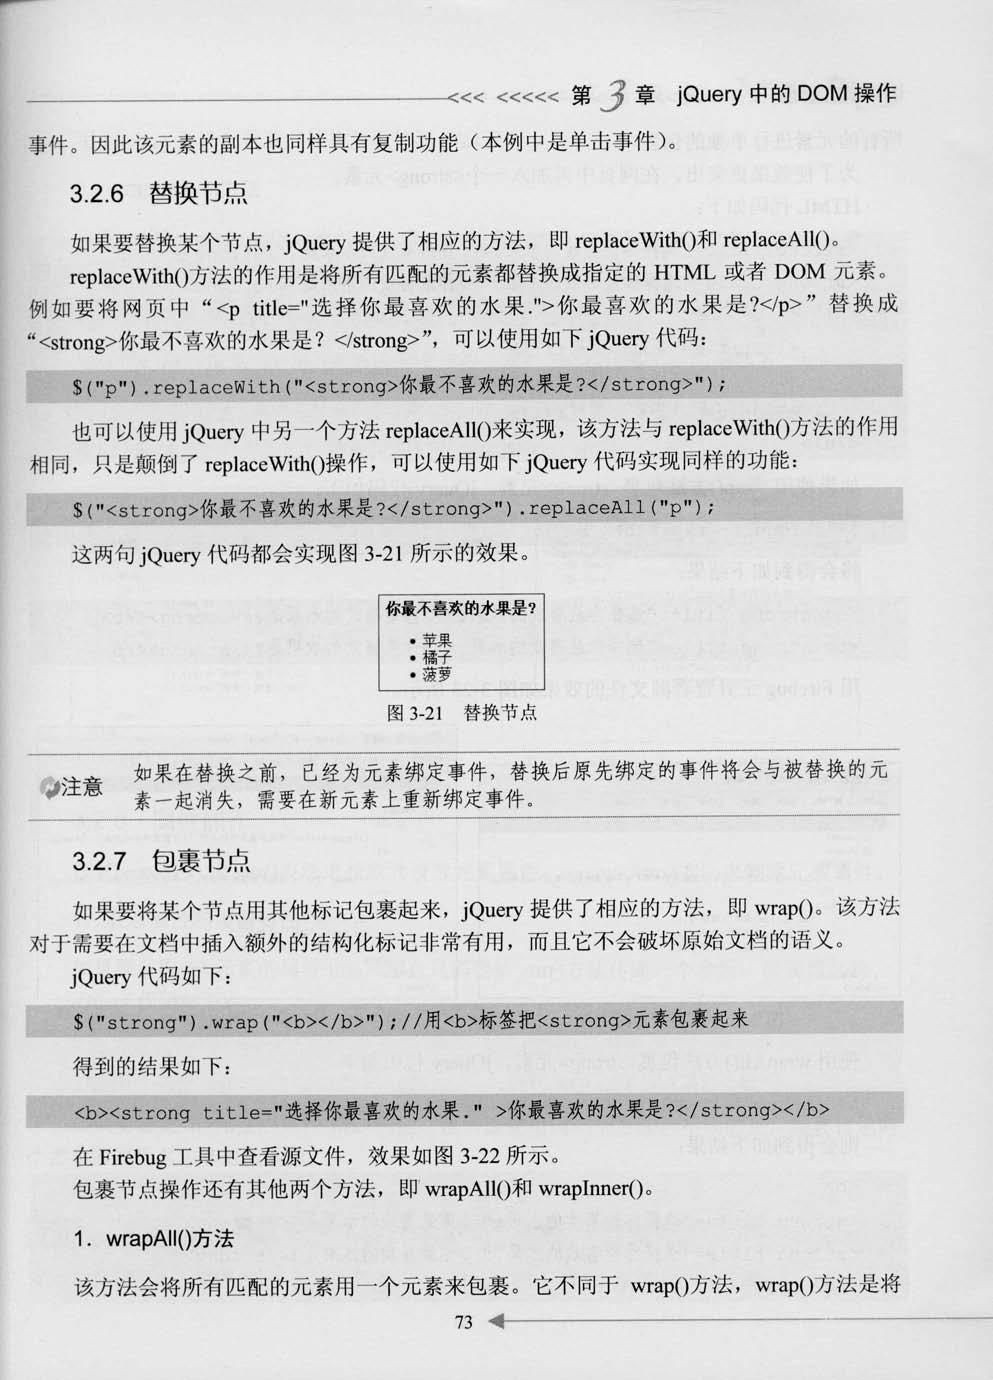 <<< <<<<< 第 3 章 jQuery 中的 DOM 操作
事件。因此该元素的副本也同样具有复制功能（本例中是单击事件）。
3.2.6 替换节点
如果要替换某个节点，jQuery 提供了相应的方法，即 replaceWith()和 replaceAll()。
replaceWith()方法的作用是将所有匹配的元素都替换成指定的 HTML 或者 DOM 元素。
例如要将网页中“<p title="选择你最喜欢的水果.">你最喜欢的水果是?</p>”替换成
“<strong>你最不喜欢的水果是？</strong>”，可以使用如下 jQuery 代码：
$("p").replaceWith("<strong>你最不喜欢的水果是?</strong>");
也可以使用 jQuery 中另一个方法 replaceAll()来实现，该方法与 replaceWith()方法的作用
相同，只是颠倒了 replaceWith()操作，可以使用如下 jQuery 代码实现同样的功能：
$("<strong>你最不喜欢的水果是?</strong>").replaceAll("p");
这两句 jQuery 代码都会实现图 3-21 所示的效果。
你最不喜欢的水果是?
• 苹果
• 橘子
• 菠萝
图 3-21 替换节点
注意
如果在替换之前，已经为元素绑定事件，替换后原先绑定的事件将会与被替换的元
素一起消失，需要在新元素上重新绑定事件。
3.2.7 包裹节点
如果要将某个节点用其他标记包裹起来，jQuery 提供了相应的方法，即 wrap()。该方法
对于需要在文档中插入额外的结构化标记非常有用，而且它不会破坏原始文档的语义。
jQuery 代码如下：
$("strong").wrap("<b></b>");//用<b>标签把<strong>元素包裹起来
得到的结果如下：
<b><strong title="选择你最喜欢的水果." >你最喜欢的水果是?</strong></b>
在 Firebug 工具中查看源文件，效果如图 3-22 所示。
包裹节点操作还有其他两个方法，即 wrapAll()和 wrapInner()。
1．wrapAll()方法
该方法会将所有匹配的元素用一个元素来包裹。它不同于 wrap()方法，wrap()方法是将
73